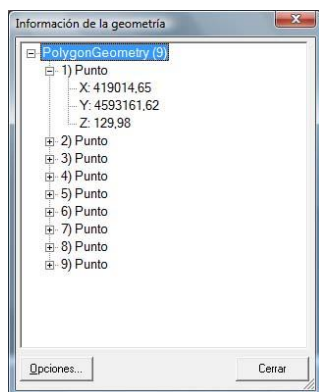 Información de la geometría
PolygonGeometry (9)
1) Punto
X: 419014,65
Y: 4593161,62
Z: 129,98
2) Punto
3) Punto
4) Punto
5) Punto
6) Punto
7) Punto
8) Punto
9) Punto
Opciones... Cerrar